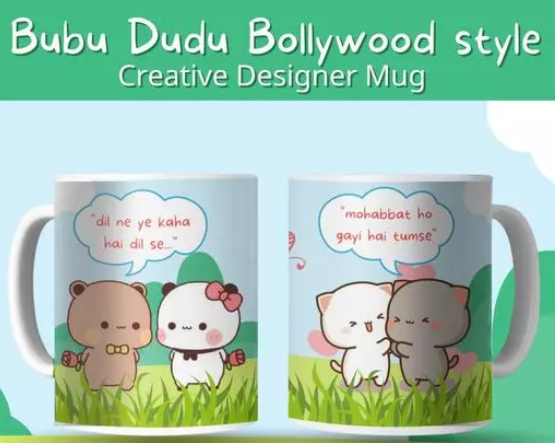 Bubu Dudu Bollywood style
Creative Designer Mug
"dil ne ye kaha
hai dil se..."
"mohabbat ho
gayi hai tumse"